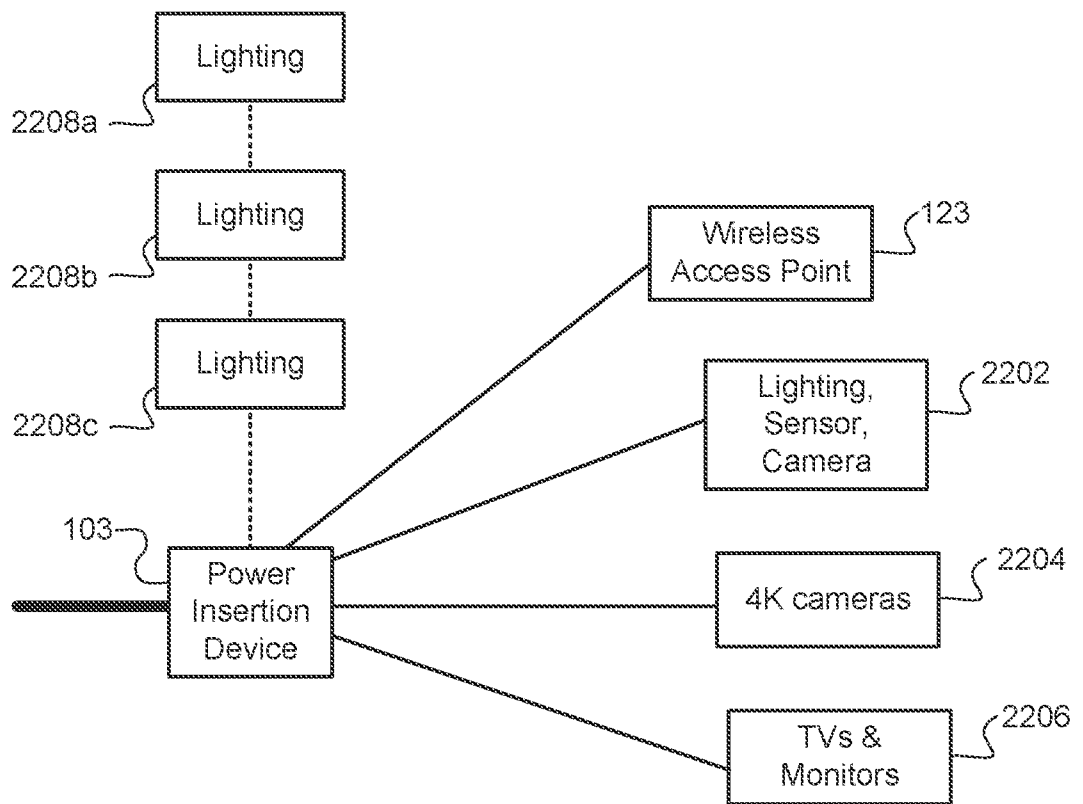 Lighting
2208a
Lighting
2208b
Lighting
2208c
Wireless
Access Point
123
Lighting,
Sensor,
Camera
2202
103
Power
Insertion
Device
4K cameras
2204
TVs &
Monitors
2206